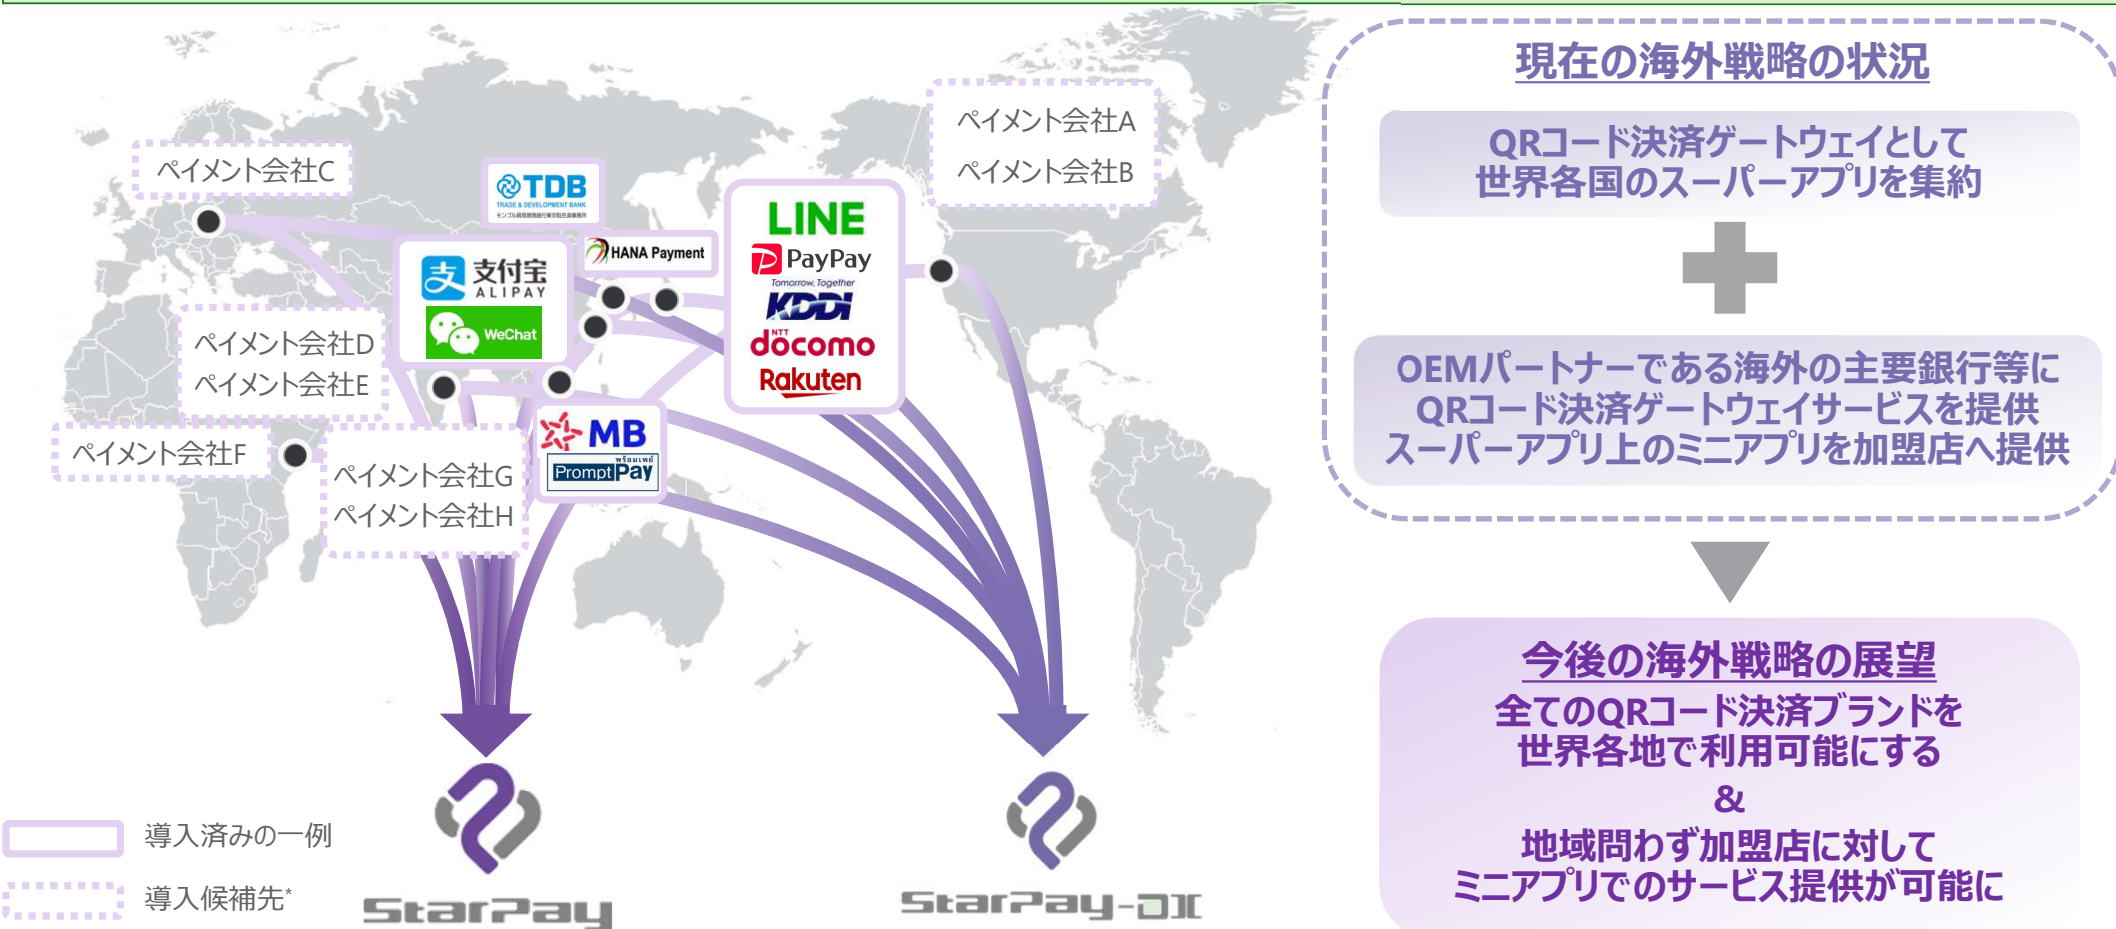 ペイメント会社A
ペイメント会社B
ペイメント会社C
TDB
TRADE & DEVELOPMENT BANK
HANA Payment
支 支付宝
ALIPAY
WeChat
LINE
PayPay
Tomorrow, Together
KDDI
NTT
docomo
Rakuten
ペイメント会社D
ペイメント会社E
ペイメント会社F
ペイメント会社G
ペイメント会社H
MB
พร้อมเพย์
Prompt Pay
導入済みの一例
導入候補先*
StarPay
StarPay-DX
現在の海外戦略の状況
QRコード決済ゲートウェイとして
世界各国のスーパーアプリを集約
OEMパートナーである海外の主要銀行等に
QRコード決済ゲートウェイサービスを提供
スーパーアプリ上のミニアプリを加盟店へ提供
今後の海外戦略の展望
全てのQRコード決済ブランドを
世界各地で利用可能にする
&
地域問わず加盟店に対して
ミニアプリでのサービス提供が可能に